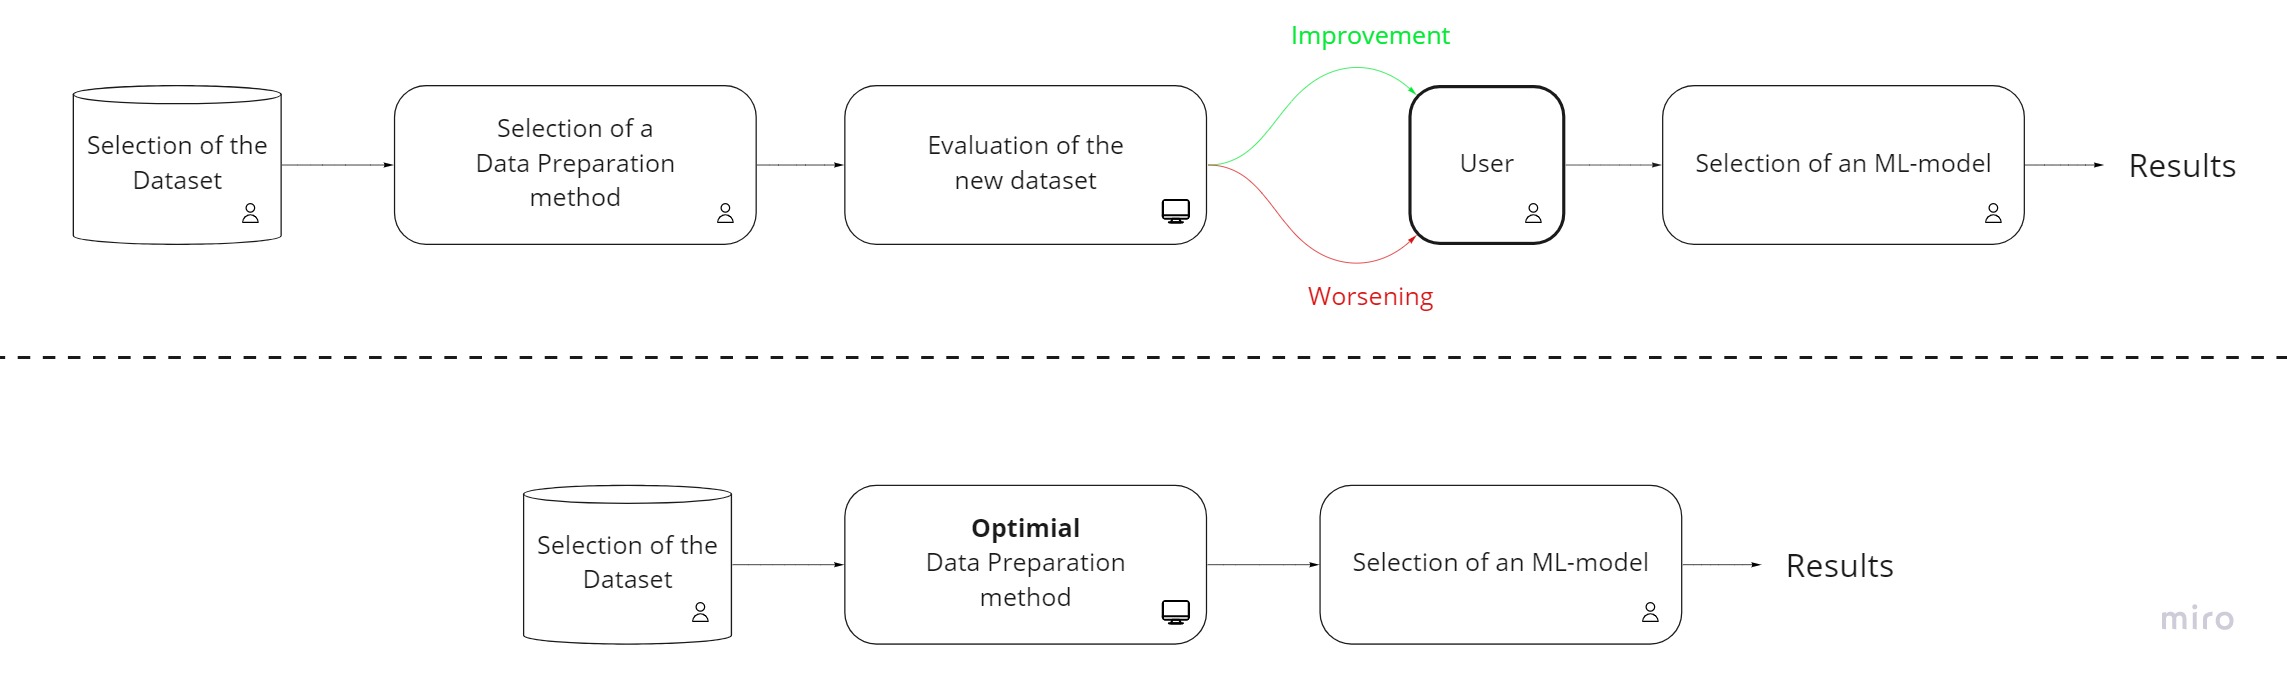 Improvement
Selection of the
Dataset
Selection of a
Data Preparation
method
Evaluation of the
new dataset
User
Selection of an ML-model
Results
Worsening
Selection of the
Dataset
Optimial
Data Preparation
method
Selection of an ML-model
Results
miro